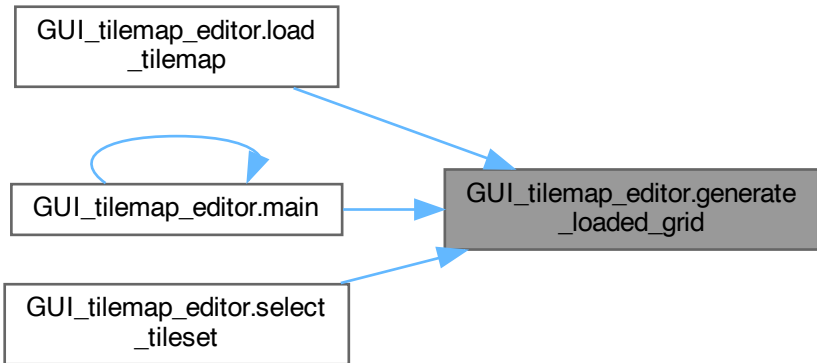 GUI_tilemap_editor.load
_tilemap
GUI_tilemap_editor.main
GUI_tilemap_editor.generate
_loaded_grid
GUI_tilemap_editor.select
_tileset